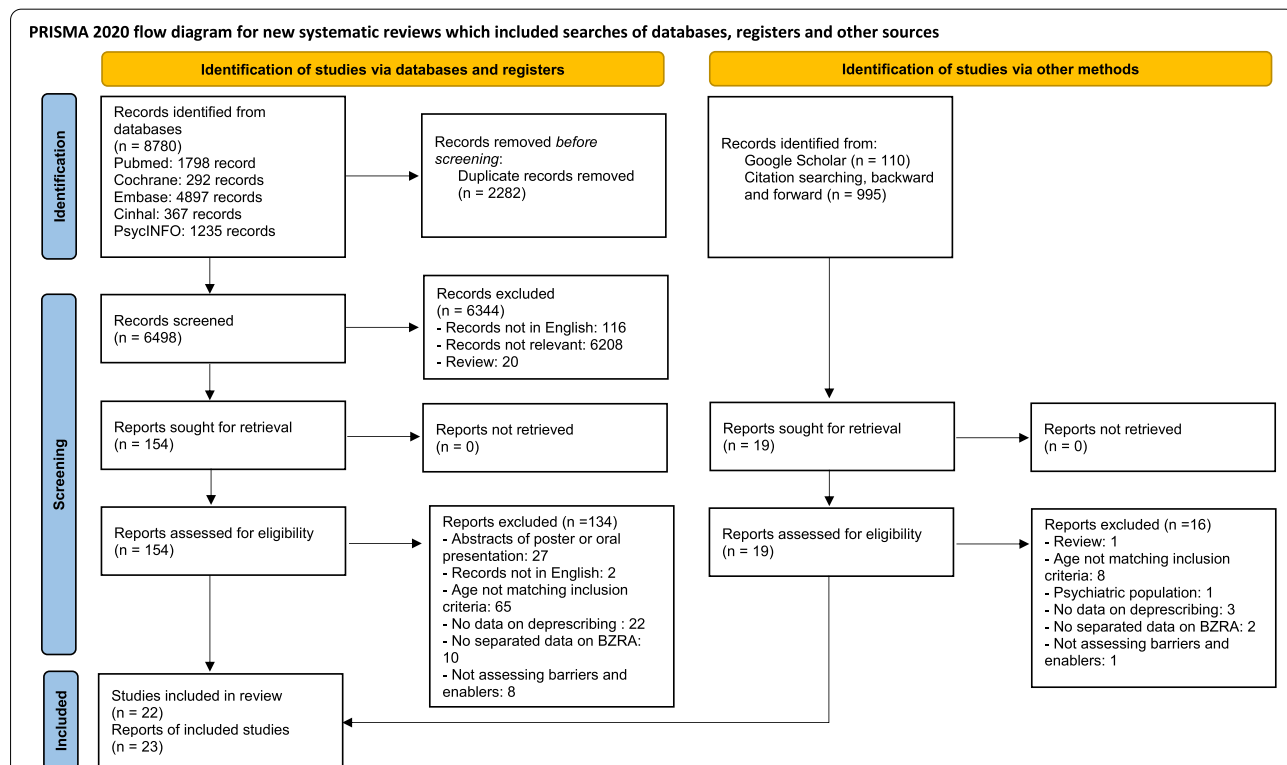 PRISMA 2020 flow diagram for new systematic reviews which included searches of databases, registers and other sources
Identification of studies via databases and registers
Identification of studies via other methods
Identification
Records identified from
databases
(n = 8780)
Pubmed: 1798 record
Cochrane: 292 records
Embase: 4897 records
Cinhal: 367 records
PsycINFO: 1235 records
Records removed before
screening:
Duplicate records removed
(n = 2282)
Records identified from:
Google Scholar (n = 110)
Citation searching, backward
and forward (n = 995)
Screening
Records screened
(n = 6498)
Records excluded
(n = 6344)
- Records not in English: 116
- Records not relevant: 6208
- Review: 20
Reports sought for retrieval
(n = 154)
Reports not retrieved
(n = 0)
Reports sought for retrieval
(n = 19)
Reports not retrieved
(n = 0)
Reports assessed for eligibility
(n = 154)
Reports excluded (n =134)
- Abstracts of poster or oral
presentation: 27
- Records not in English: 2
- Age not matching inclusion
criteria: 65
- No data on deprescribing : 22
- No separated data on BZRA:
10
- Not assessing barriers and
enablers: 8
Reports assessed for eligibility
(n = 19)
Reports excluded (n =16)
- Review: 1
- Age not matching inclusion
criteria: 8
- Psychiatric population: 1
- No data on deprescribing: 3
- No separated data on BZRA: 2
- Not assessing barriers and
enablers: 1
Included
Studies included in review
(n = 22)
Reports of included studies
(n = 23)